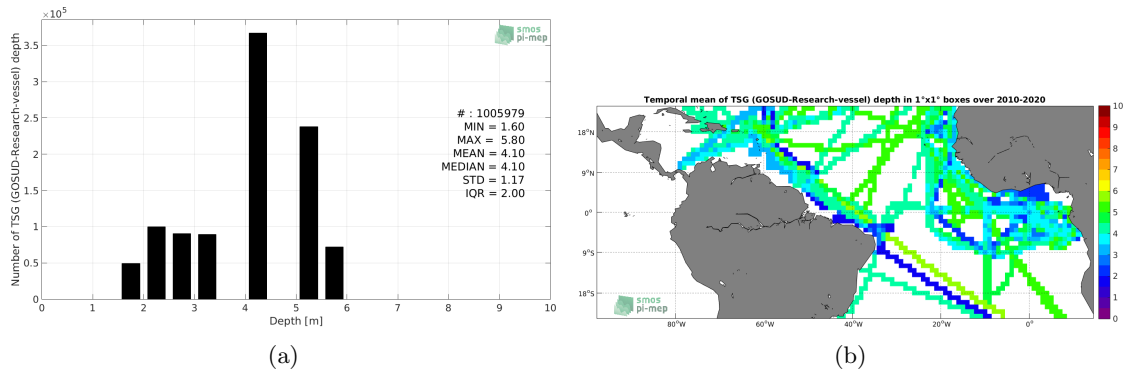 ×10⁵
smos
pi-mep
3.5
3
2.5
2
1.5
1
0.5
0
Number of TSG (GOSUD-Research-vessel) depth
# : 1005979
MIN = 1.60
MAX = 5.80
MEAN = 4.10
MEDIAN = 4.10
STD = 1.17
IQR = 2.00
0 1 2 3 4 5 6 7 8 9 10
Depth [m]
(a)
Temporal mean of TSG (GOSUD-Research-vessel) depth in 1°x1° boxes over 2010-2020
18°N
9°N
0°
9°S
18°S
smos
pi-mep
80°W 60°W 40°W 20°W 0°
10
9
8
7
6
5
4
3
2
1
0
(b)